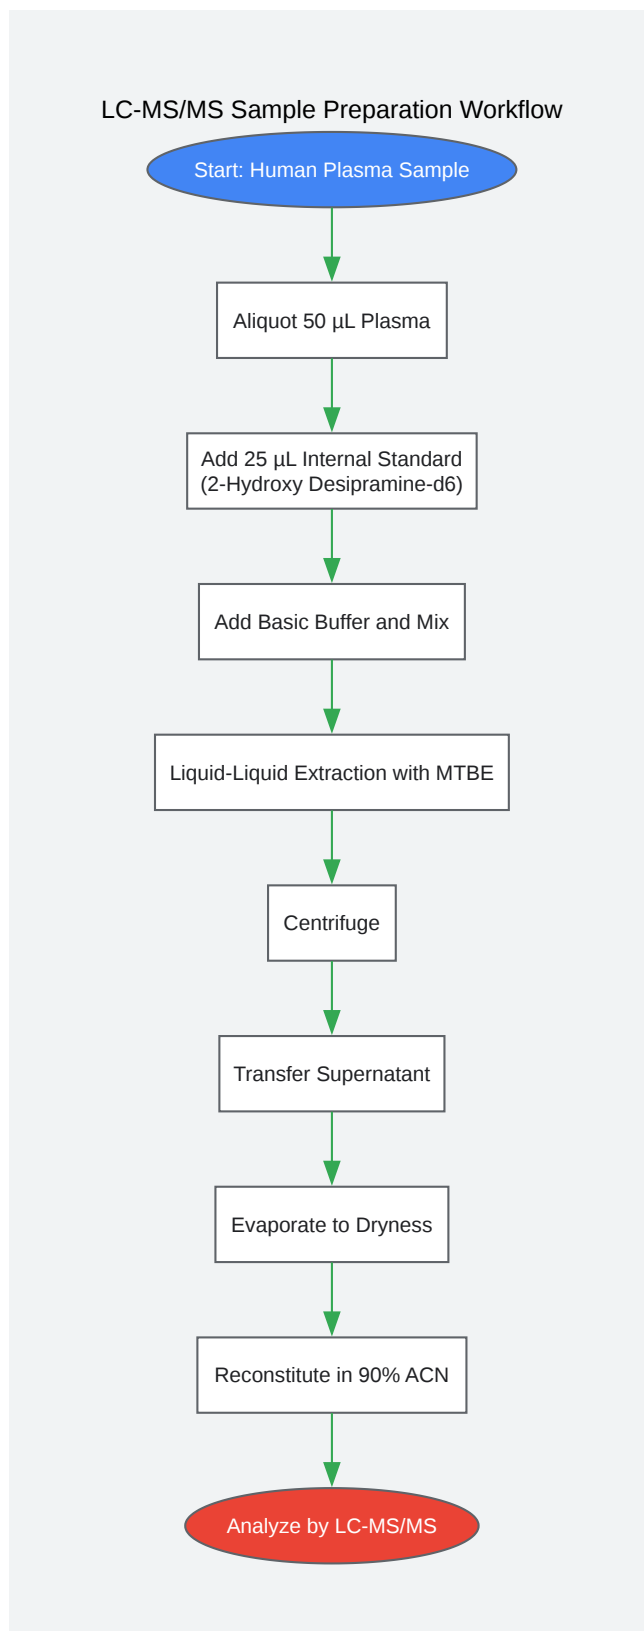 LC-MS/MS Sample Preparation Workflow
Start: Human Plasma Sample
Aliquot 50 µL Plasma
Add 25 µL Internal Standard
(2-Hydroxy Desipramine-d6)
Add Basic Buffer and Mix
Liquid-Liquid Extraction with MTBE
Centrifuge
Transfer Supernatant
Evaporate to Dryness
Reconstitute in 90% ACN
Analyze by LC-MS/MS